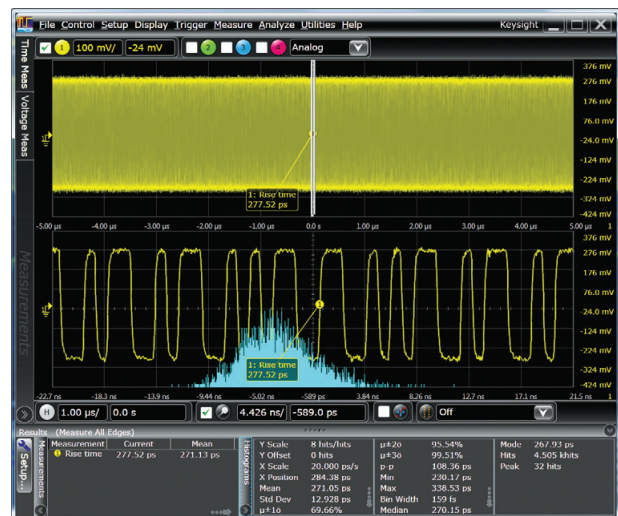 File Control Setup Display Trigger Measure Analyze Utilities Help Keysight
1 100 mV/ -24 mV 2 3 4 Analog
Time Meas
Voltage Meas
Measurements
376 mV
276 mV
176 mV
76.0 mV
-24.0 mV
-124 mV
-224 mV
-324 mV
-424 mV
1
1: Rise time
277.52 ps
-5.00 µs -4.00 µs -3.00 µs -2.00 µs -1.00 µs 0.0 s 1.00 µs 2.00 µs 3.00 µs 4.00 µs 5.00 µs 1
376 mV
276 mV
176 mV
76.0 mV
-24.0 mV
-124 mV
-224 mV
-324 mV
-424 mV
1
1: Rise time
277.52 ps
-22.7 ns -18.3 ns -13.9 ns -9.44 ns -5.02 ns -589 ps 3.84 ns 8.26 ns 12.7 ns 17.1 ns 21.5 ns 1
H 1.00 µs/ 0.0 s 4.426 ns/ -589.0 ps Off
Results (Measure All Edges)
Setup...
Measurements
Measurement Current Mean
Rise time 277.52 ps 271.13 ps
Histograms
Y Scale 8 hits/hits µ±2σ 95.54% Mode 267.93 ps
Y Offset 0 hits µ±3σ 99.51% Hits 4.505 khits
X Scale 20.000 ps/s p-p 108.36 ps Peak 32 hits
X Position 284.38 ps Min 230.17 ps
Mean 271.05 ps Max 338.53 ps
Std Dev 12.928 ps Bin Width 159 fs
µ±1σ 69.66% Median 270.15 ps